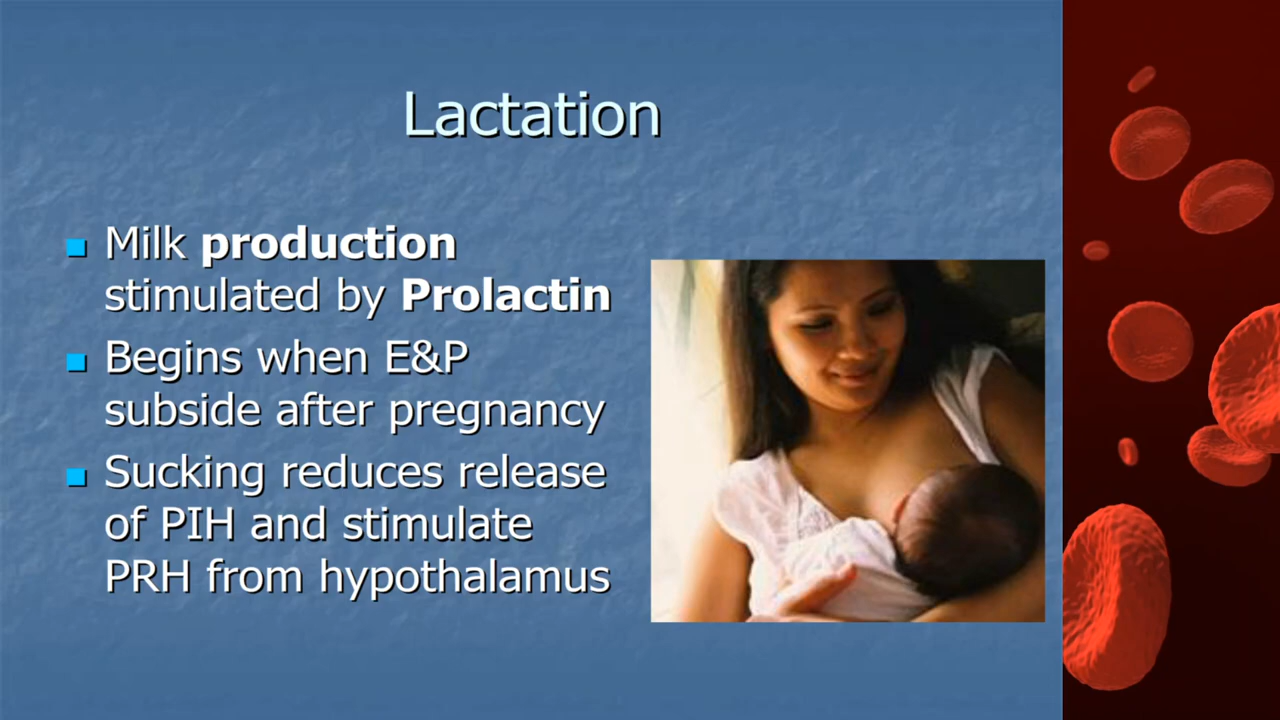 Lactation
Milk production
stimulated by Prolactin
Begins when E&P
subside after pregnancy
Sucking reduces release
of PIH and stimulate
PRH from hypothalamus